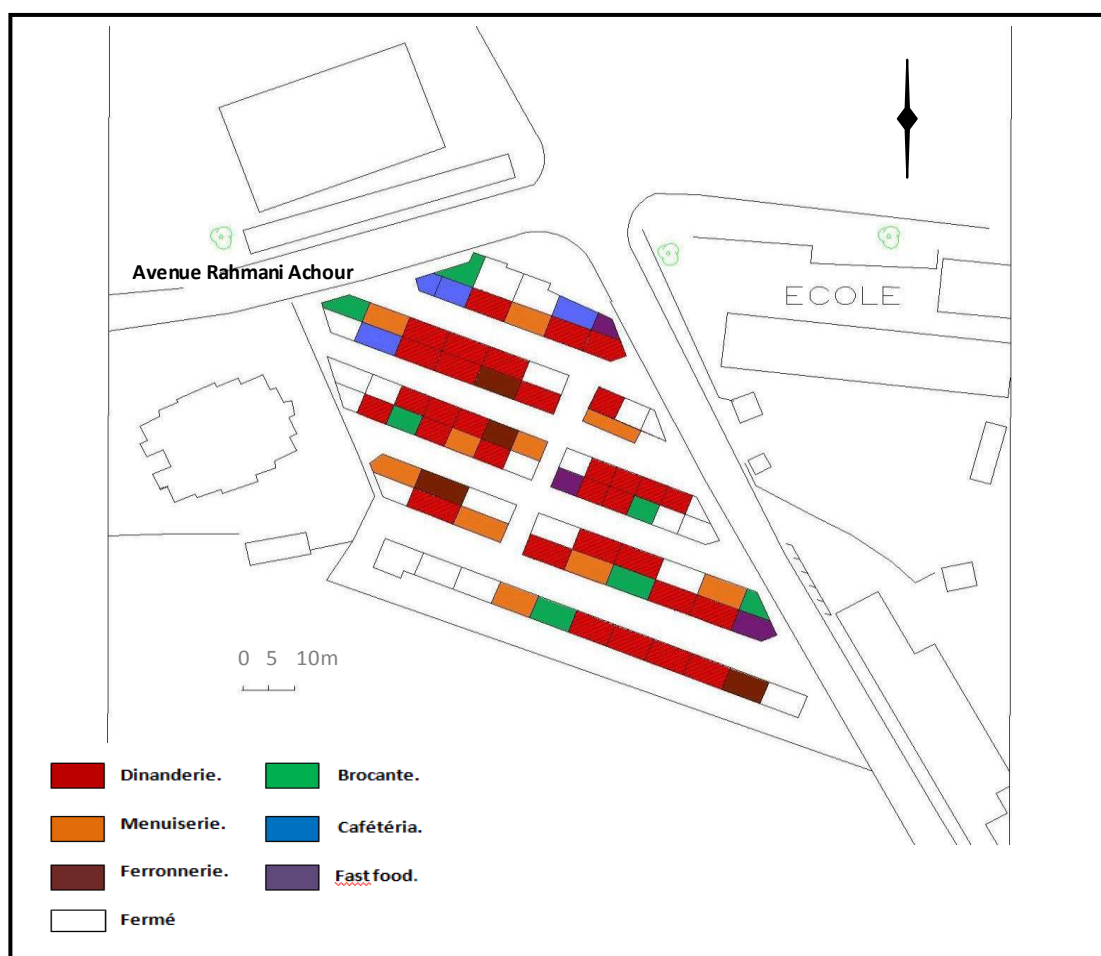 Avenue Rahmani Achour
ECOLE
0 5 10m
Dinanderie.
Brocante.
Menuiserie.
Cafétéria.
Ferronnerie.
Fast food.
Fermé